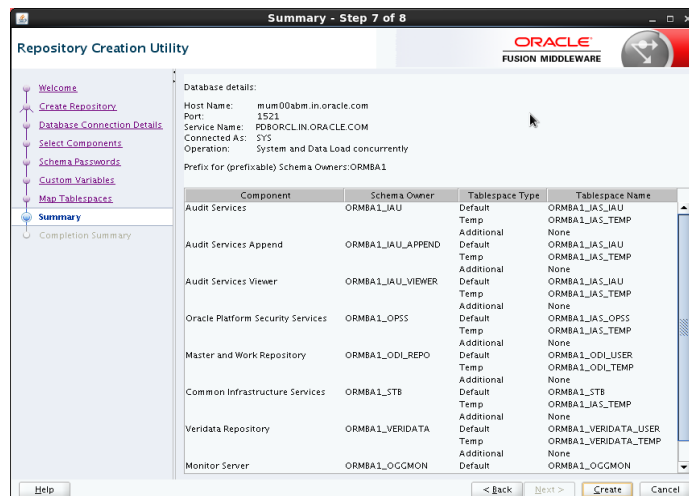 Summary - Step 7 of 8
Repository Creation Utility
ORACLE
FUSION MIDDLEWARE
Welcome
Create Repository
Database Connection Details
Select Components
Schema Passwords
Custom Variables
Map Tablespaces
Summary
Completion Summary
Database details:
Host Name: mum00abm.in.oracle.com
Port: 1521
Service Name: PDBORCL.IN.ORACLE.COM
Connected As: SYS
Operation: System and Data Load concurrently
Prefix for (prefixable) Schema Owners:ORMBA1
Component Schema Owner Tablespace Type Tablespace Name
Audit Services ORMBA1_IAU Default ORMBA1_IAS_IAU
Temp ORMBA1_IAS_TEMP
Additional None
Audit Services Append ORMBA1_IAU_APPEND Default ORMBA1_IAS_IAU
Temp ORMBA1_IAS_TEMP
Additional None
Audit Services Viewer ORMBA1_IAU_VIEWER Default ORMBA1_IAS_IAU
Temp ORMBA1_IAS_TEMP
Additional None
Oracle Platform Security Services ORMBA1_OPSS Default ORMBA1_IAS_OPSS
Temp ORMBA1_IAS_TEMP
Additional None
Master and Work Repository ORMBA1_ODI_REPO Default ORMBA1_ODI_USER
Temp ORMBA1_ODI_TEMP
Additional None
Common Infrastructure Services ORMBA1_STB Default ORMBA1_STB
Temp ORMBA1_IAS_TEMP
Additional None
Veridata Repository ORMBA1_VERIDATA Default ORMBA1_VERIDATA_USER
Temp ORMBA1_VERIDATA_TEMP
Additional None
Monitor Server ORMBA1_OGGMON Default ORMBA1_OGGMON
Help < Back Next > Create Cancel